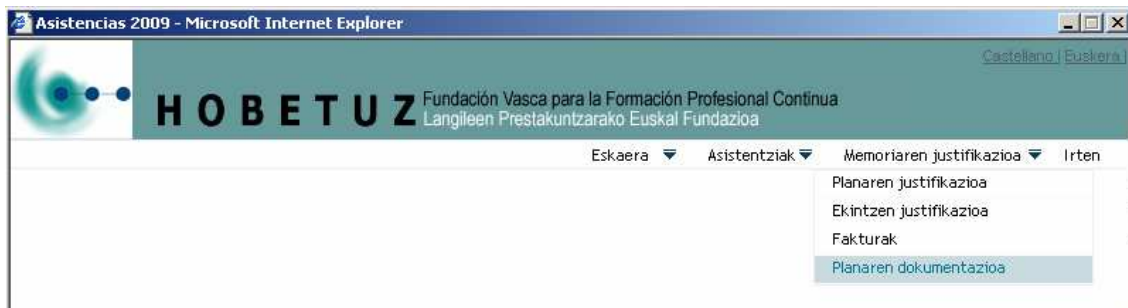 Asistencias 2009 - Microsoft Internet Explorer
Castellano | Euskera |
HOBETUZ
Fundación Vasca para la Formación Profesional Continua
Langileen Prestakuntzarako Euskal Fundazioa
Eskaera Asistentziak Memoriaren justifikazioa Irten
Planaren justifikazioa
Ekintzen justifikazioa
Fakturak
Planaren dokumentazioa